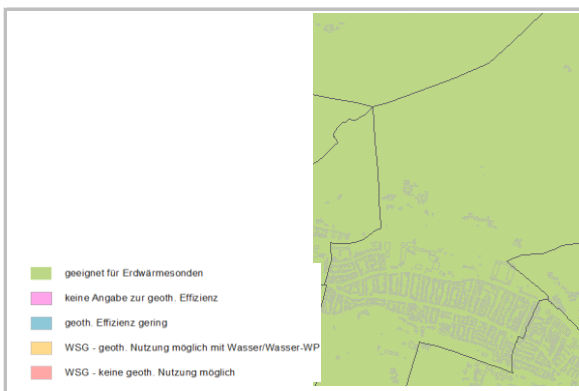 geeignet für Erdwärmesonden
keine Angabe zur geoth. Effizienz
geoth. Effizienz gering
WSG - geoth. Nutzung möglich mit Wasser/Wasser-WP
WSG - keine geoth. Nutzung möglich